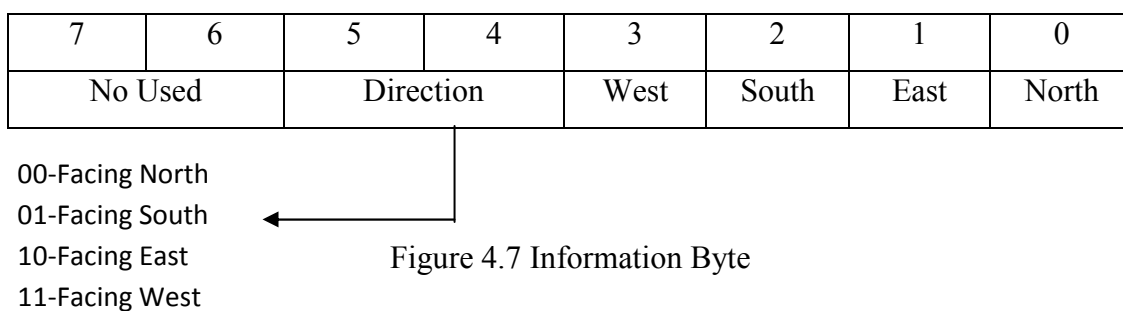 7 6 5 4 3 2 1 0
No Used Direction West South East North
00-Facing North
01-Facing South
10-Facing East
Figure 4.7 Information Byte
11-Facing West